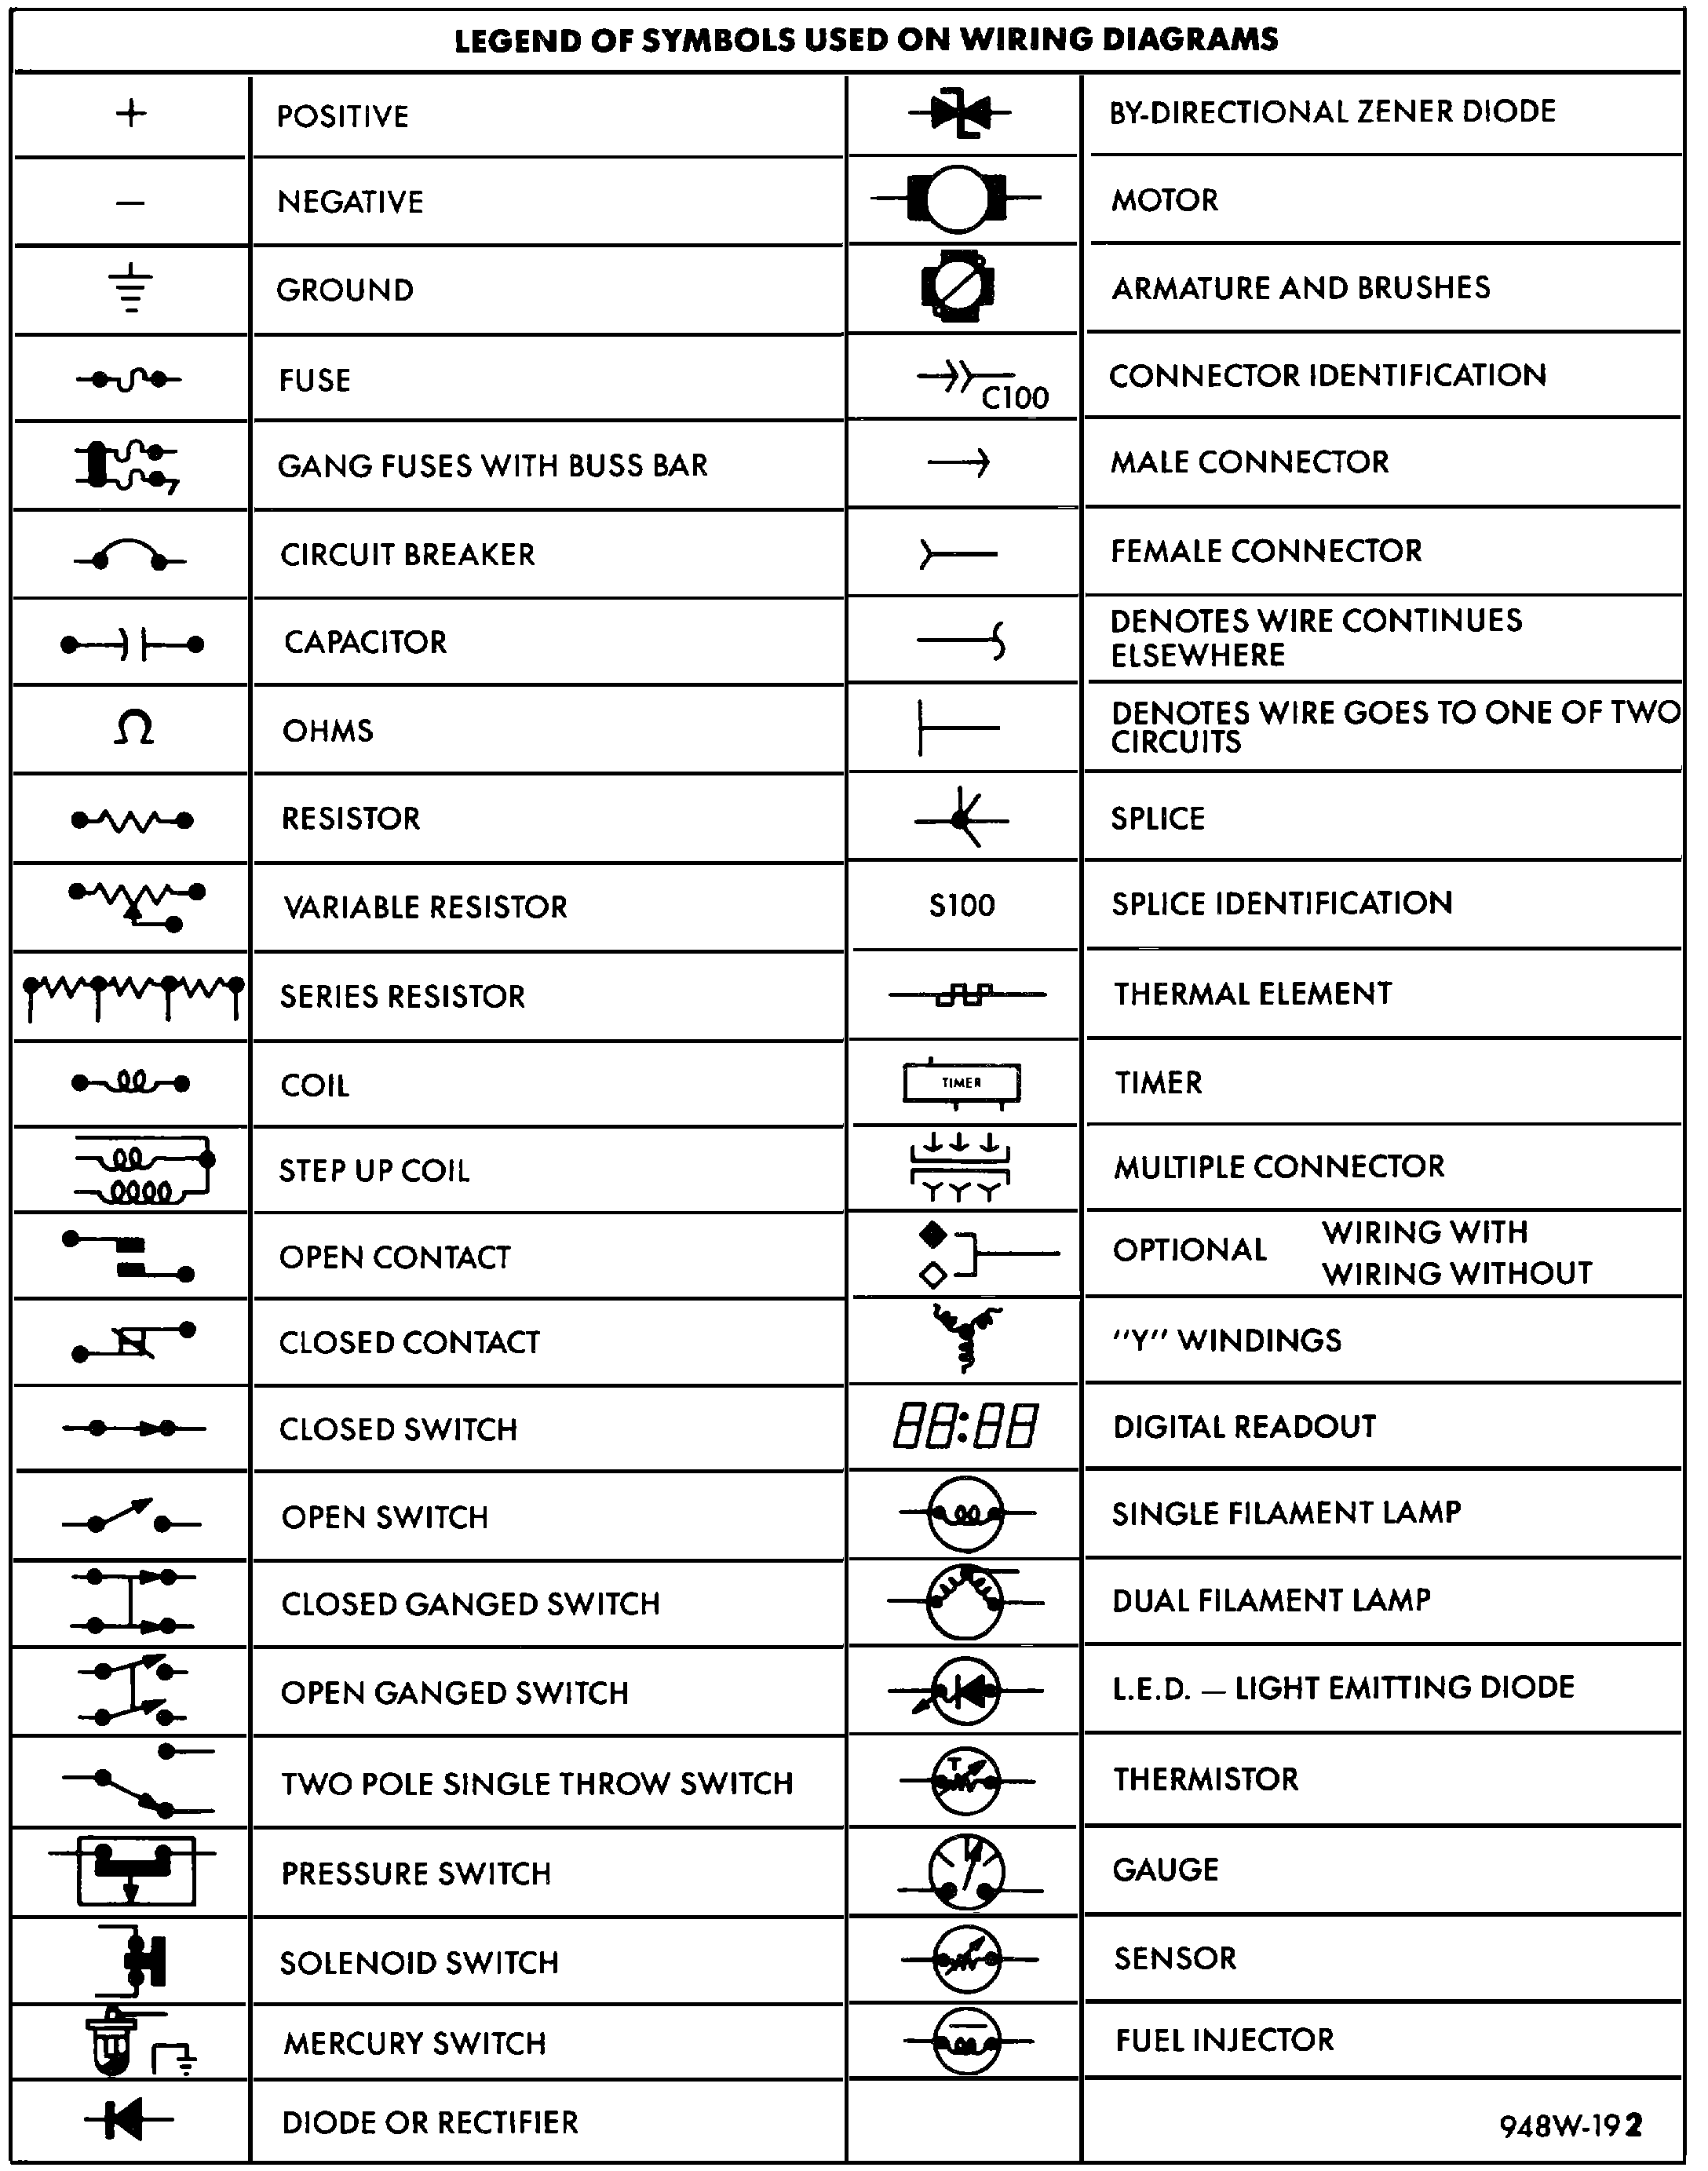 LEGEND OF SYMBOLS USED ON WIRING DIAGRAMS
+ POSITIVE
– NEGATIVE
GROUND
FUSE
GANG FUSES WITH BUSS BAR
CIRCUIT BREAKER
CAPACITOR
Ω OHMS
RESISTOR
VARIABLE RESISTOR
SERIES RESISTOR
COIL
STEP UP COIL
OPEN CONTACT
CLOSED CONTACT
CLOSED SWITCH
OPEN SWITCH
CLOSED GANGED SWITCH
OPEN GANGED SWITCH
TWO POLE SINGLE THROW SWITCH
PRESSURE SWITCH
SOLENOID SWITCH
MERCURY SWITCH
DIODE OR RECTIFIER
BY-DIRECTIONAL ZENER DIODE
MOTOR
ARMATURE AND BRUSHES
CONNECTOR IDENTIFICATION
C100
MALE CONNECTOR
FEMALE CONNECTOR
DENOTES WIRE CONTINUES
ELSEWHERE
DENOTES WIRE GOES TO ONE OF TWO
CIRCUITS
SPLICE
S100 SPLICE IDENTIFICATION
THERMAL ELEMENT
TIMER TIMER
MULTIPLE CONNECTOR
OPTIONAL WIRING WITH
WIRING WITHOUT
"Y" WINDINGS
88:88 DIGITAL READOUT
SINGLE FILAMENT LAMP
DUAL FILAMENT LAMP
L.E.D. — LIGHT EMITTING DIODE
T THERMISTOR
GAUGE
SENSOR
FUEL INJECTOR
948W-192